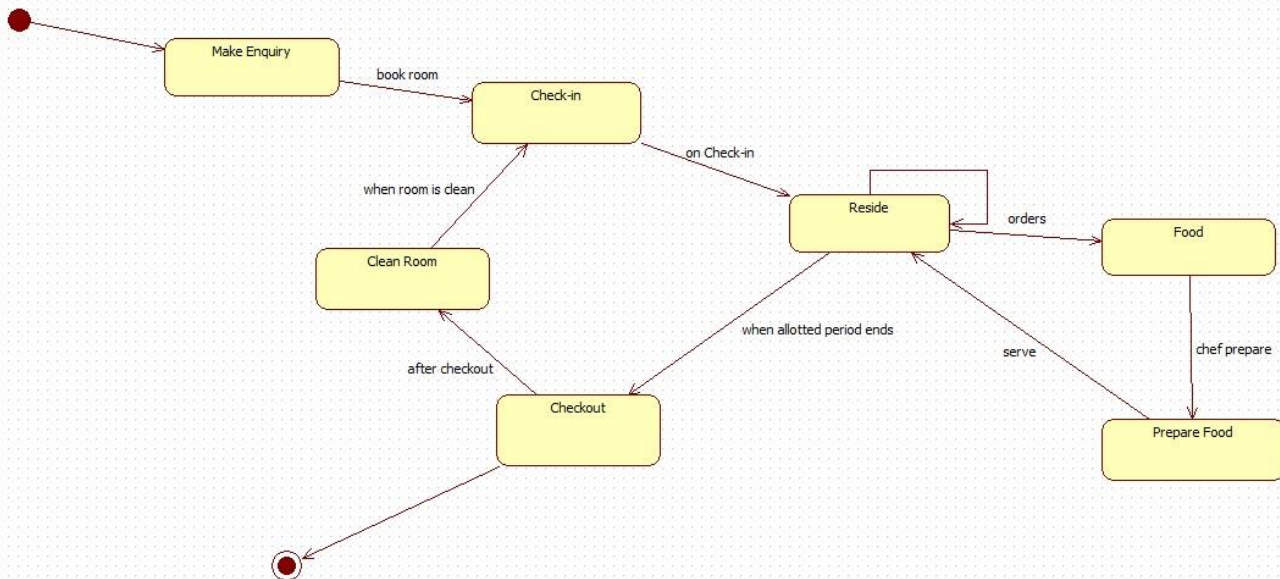 Make Enquiry
book room
Check-in
on Check-in
when room is clean
Reside
orders
Food
Clean Room
when allotted period ends
serve
chef prepare
after checkout
Checkout
Prepare Food